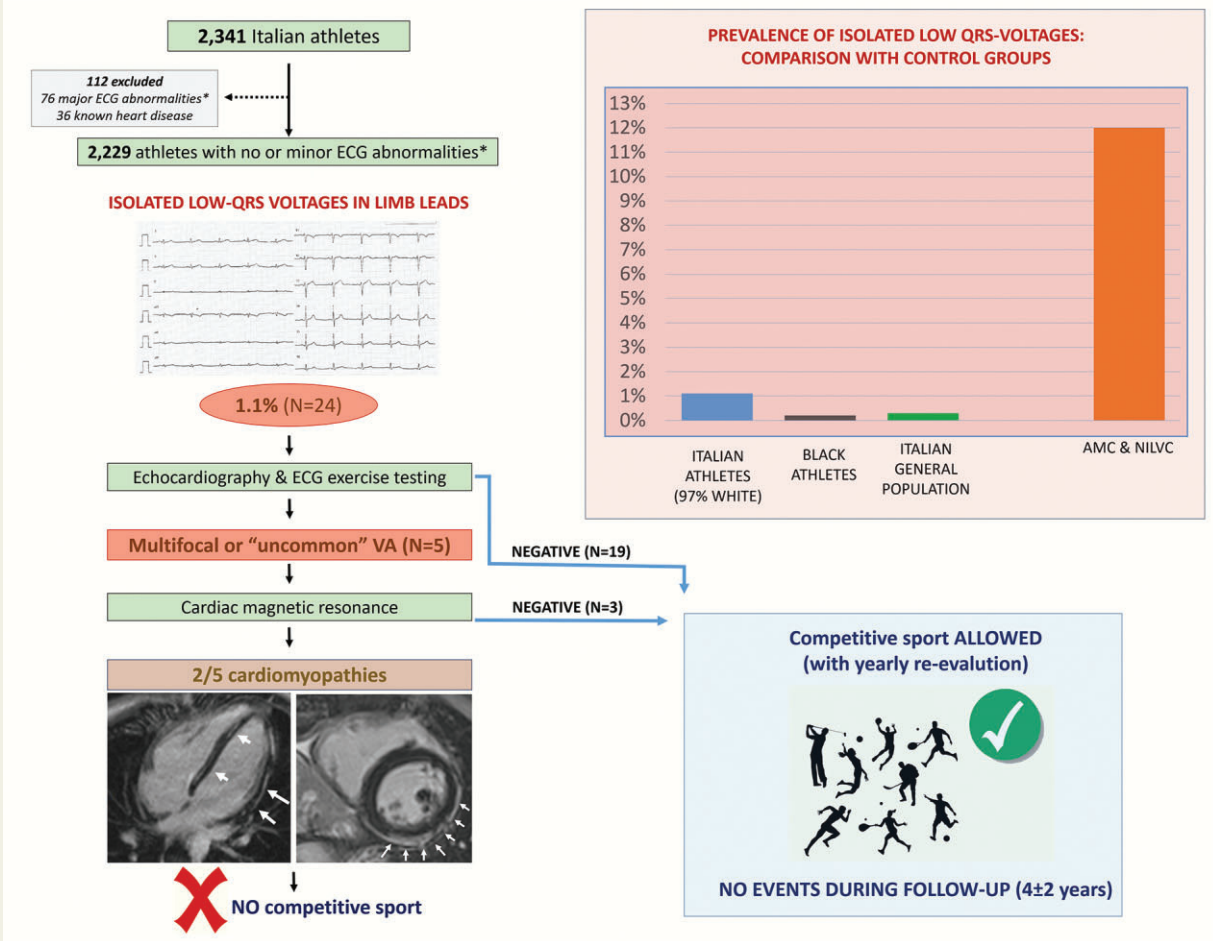 2,341 Italian athletes
112 excluded
76 major ECG abnormalities*
36 known heart disease
2,229 athletes with no or minor ECG abnormalities*
ISOLATED LOW-QRS VOLTAGES IN LIMB LEADS
1.1% (N=24)
Echocardiography & ECG exercise testing
Multifocal or “uncommon” VA (N=5)
Cardiac magnetic resonance
2/5 cardiomyopathies
NO competitive sport
NEGATIVE (N=19)
NEGATIVE (N=3)
PREVALENCE OF ISOLATED LOW QRS-VOLTAGES:
COMPARISON WITH CONTROL GROUPS
13%
12%
11%
10%
9%
8%
7%
6%
5%
4%
3%
2%
1%
0%
ITALIAN
ATHLETES
(97% WHITE)
BLACK
ATHLETES
ITALIAN
GENERAL
POPULATION
AMC & NILVC
Competitive sport ALLOWED
(with yearly re-evalution)
NO EVENTS DURING FOLLOW-UP (4±2 years)